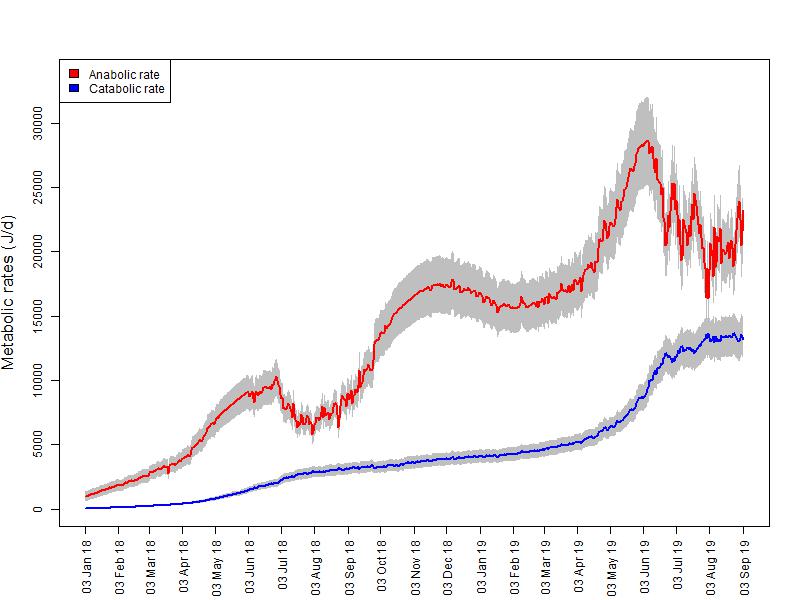 Anabolic rate
Catabolic rate
Metabolic rates (J/d)
30000
25000
20000
15000
10000
5000
0
03 Jan 18
03 Feb 18
03 Mar 18
03 Apr 18
03 May 18
03 Jun 18
03 Jul 18
03 Aug 18
03 Sep 18
03 Oct 18
03 Nov 18
03 Dec 18
03 Jan 19
03 Feb 19
03 Mar 19
03 Apr 19
03 May 19
03 Jun 19
03 Jul 19
03 Aug 19
03 Sep 19